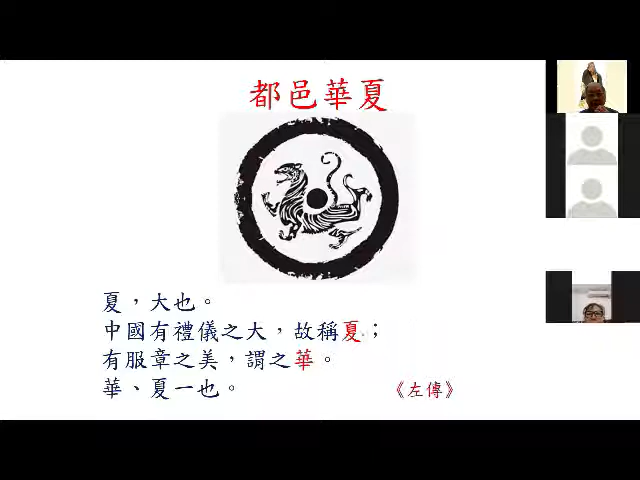 都邑華夏
夏，大也。
中國有禮儀之大，故稱夏；
有服章之美，謂之華。
華、夏一也。
《左傳》